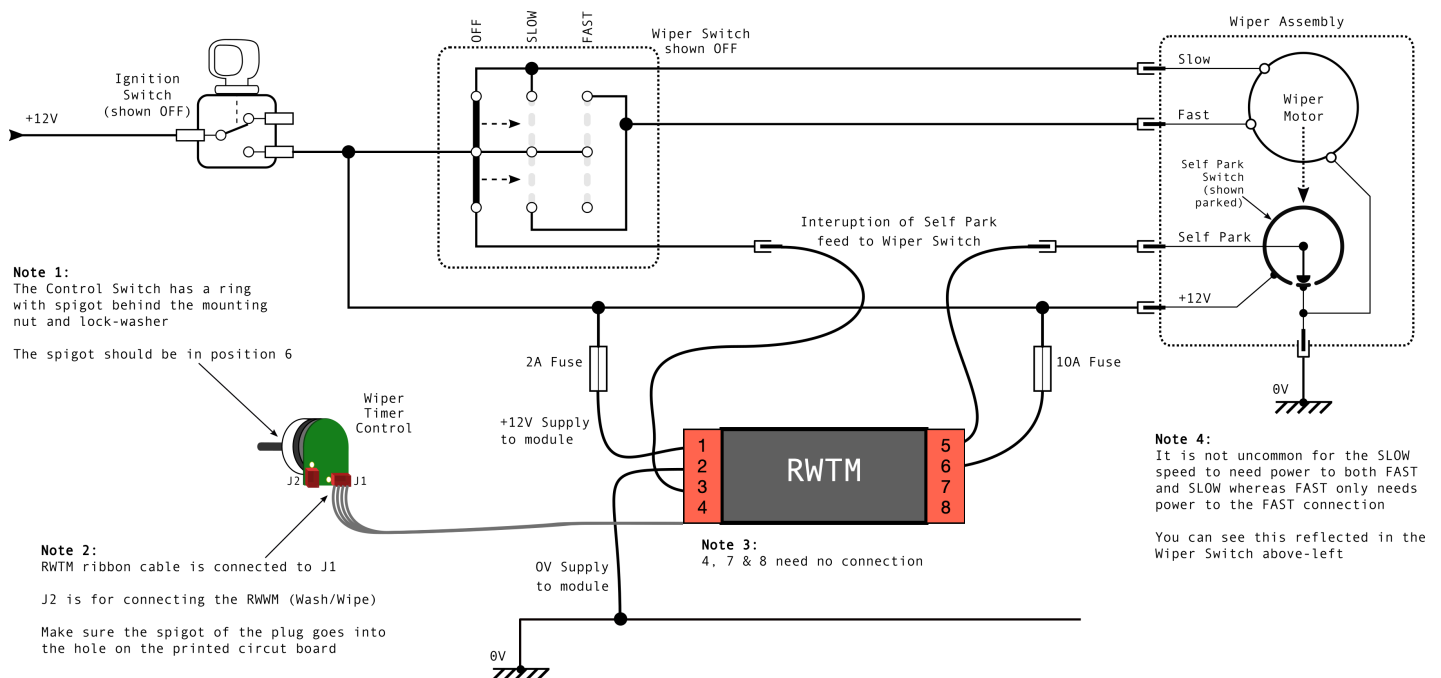 OFF
SLOW
FAST
Wiper Switch
shown OFF
Wiper Assembly
Ignition
Switch
(shown OFF)
+12V
Slow
Fast
Wiper
Motor
Self Park
Switch
(shown
parked)
Self Park
+12V
0V
Interuption of Self Park
feed to Wiper Switch
Note 1:
The Control Switch has a ring
with spigot behind the mounting
nut and lock-washer
The spigot should be in position 6
2A Fuse
10A Fuse
Wiper
Timer
Control
J2
J1
+12V Supply
to module
1
2
3
4
RWTM
5
6
7
8
Note 2:
RWTM ribbon cable is connected to J1
J2 is for connecting the RWWM (Wash/Wipe)
Make sure the spigot of the plug goes into
the hole on the printed circut board
0V Supply
to module
0V
Note 3:
4, 7 & 8 need no connection
Note 4:
It is not uncommon for the SLOW
speed to need power to both FAST
and SLOW whereas FAST only needs
power to the FAST connection
You can see this reflected in the
Wiper Switch above-left